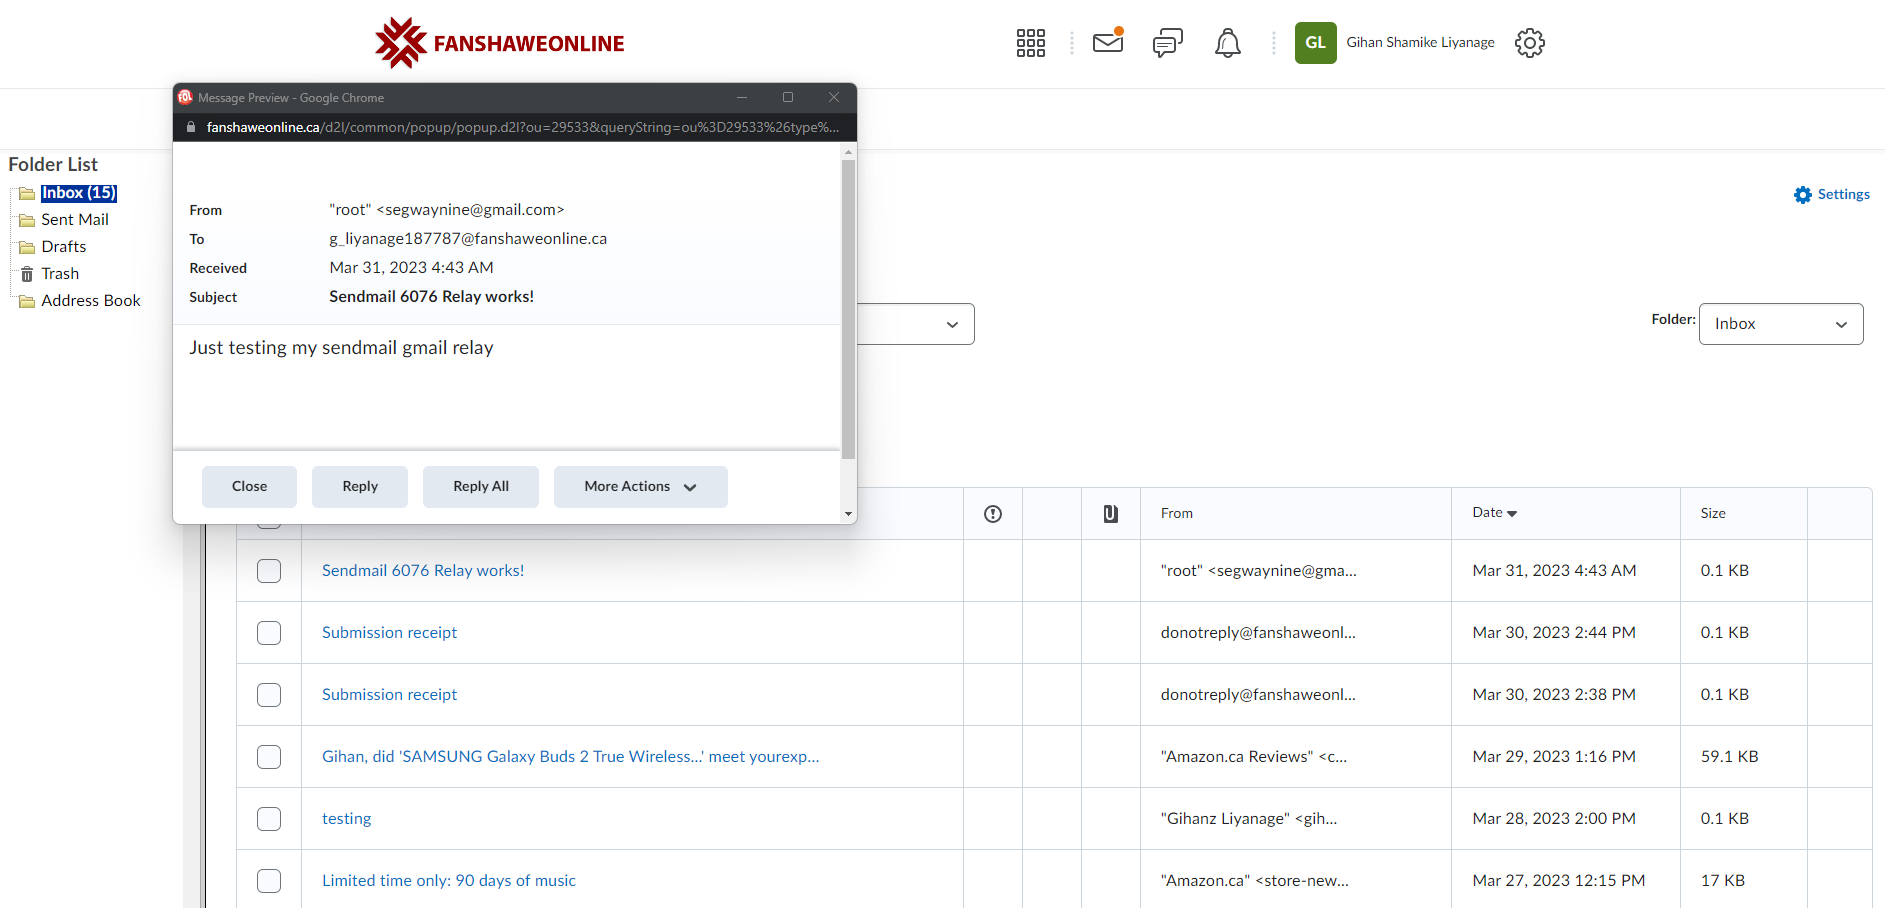 FANSHAWEONLINE
GL
Gihan Shamike Liyanage
Message Preview - Google Chrome
fanshaweonline.ca/d2l/common/popup/popup.d2l?ou=29533&queryString=ou%3D29533%26type%...
From "root" <segwaynine@gmail.com>
To g_liyanage187787@fanshaweonline.ca
Received Mar 31, 2023 4:43 AM
Subject Sendmail 6076 Relay works!
Just testing my sendmail gmail relay
Close Reply Reply All More Actions
Folder List
Inbox (15)
Sent Mail
Drafts
Trash
Address Book
Settings
Folder: Inbox
From Date Size
Sendmail 6076 Relay works! "root" <segwaynine@gma... Mar 31, 2023 4:43 AM 0.1 KB
Submission receipt donotreply@fanshaweonl... Mar 30, 2023 2:44 PM 0.1 KB
Submission receipt donotreply@fanshaweonl... Mar 30, 2023 2:38 PM 0.1 KB
Gihan, did 'SAMSUNG Galaxy Buds 2 True Wireless...' meet yourexp... "Amazon.ca Reviews" <c... Mar 29, 2023 1:16 PM 59.1 KB
testing "Gihanz Liyanage" <gih... Mar 28, 2023 2:00 PM 0.1 KB
Limited time only: 90 days of music "Amazon.ca" <store-new... Mar 27, 2023 12:15 PM 17 KB